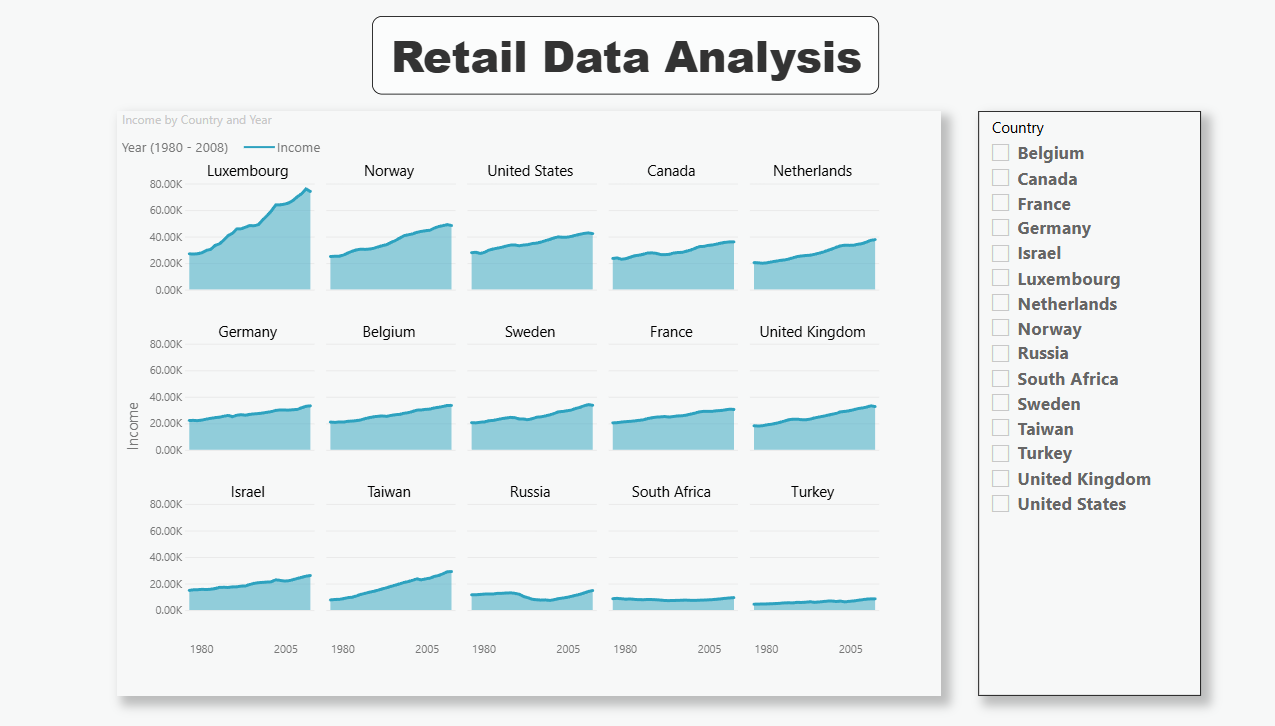 Retail Data Analysis
Income by Country and Year
Year (1980 - 2008) Income
Luxembourg Norway United States Canada Netherlands
80.00K
60.00K
40.00K
20.00K
0.00K
Germany Belgium Sweden France United Kingdom
80.00K
60.00K
40.00K
20.00K
0.00K
Income
Israel Taiwan Russia South Africa Turkey
80.00K
60.00K
40.00K
20.00K
0.00K
1980 2005 1980 2005 1980 2005 1980 2005 1980 2005
Country
Belgium
Canada
France
Germany
Israel
Luxembourg
Netherlands
Norway
Russia
South Africa
Sweden
Taiwan
Turkey
United Kingdom
United States